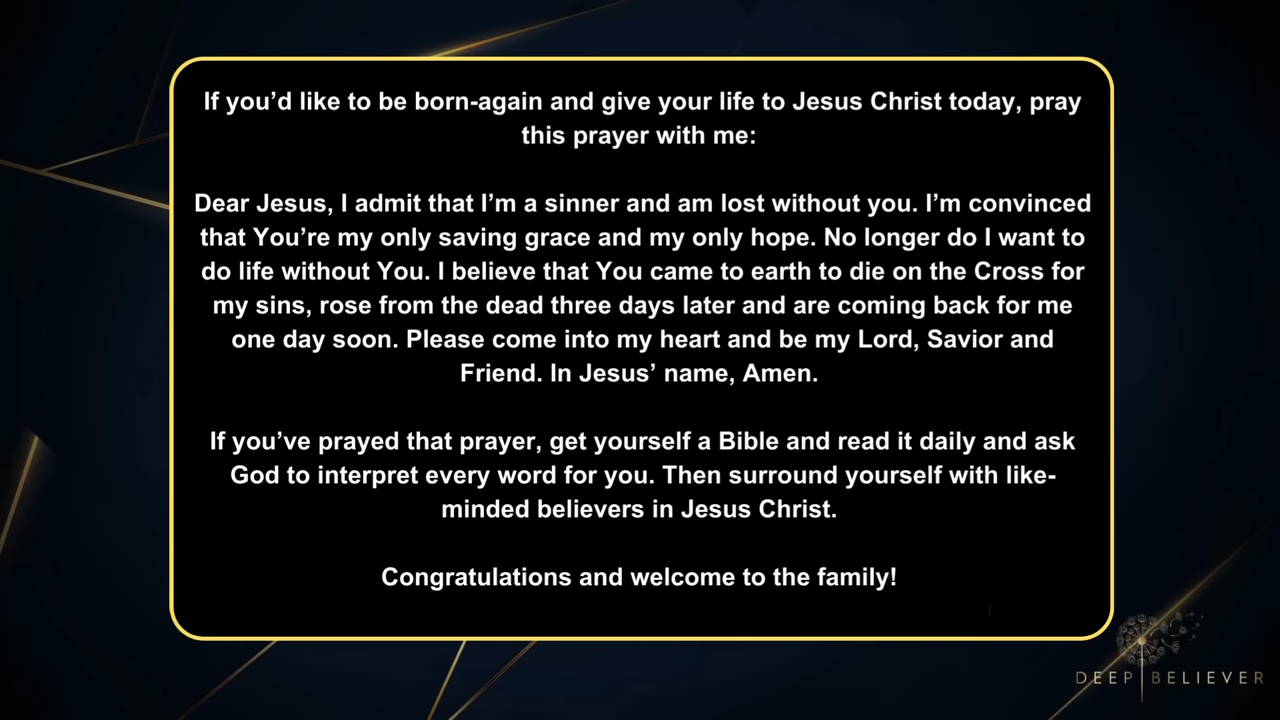 If you’d like to be born-again and give your life to Jesus Christ today, pray
this prayer with me:
Dear Jesus, I admit that I’m a sinner and am lost without you. I’m convinced
that You’re my only saving grace and my only hope. No longer do I want to
do life without You. I believe that You came to earth to die on the Cross for
my sins, rose from the dead three days later and are coming back for me
one day soon. Please come into my heart and be my Lord, Savior and
Friend. In Jesus’ name, Amen.
If you’ve prayed that prayer, get yourself a Bible and read it daily and ask
God to interpret every word for you. Then surround yourself with like-
minded believers in Jesus Christ.
Congratulations and welcome to the family!
DEEP BELIEVER